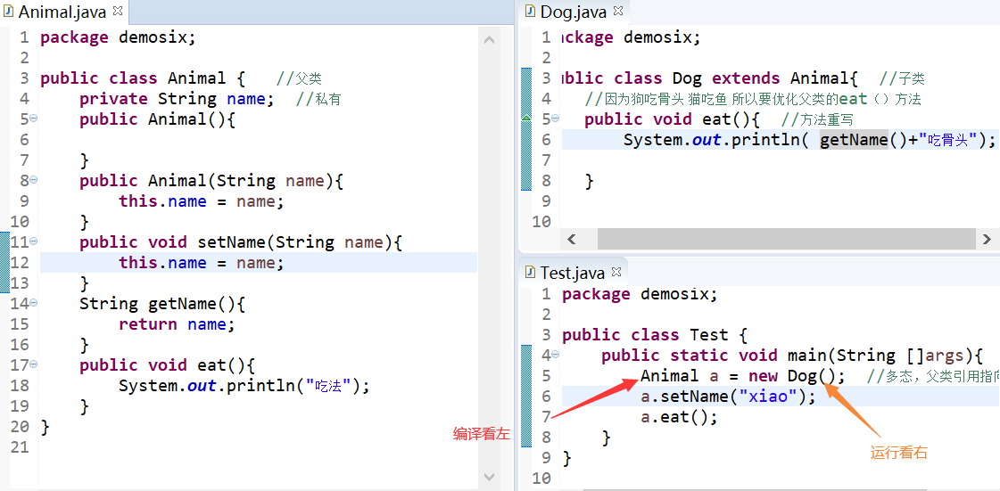 Animal.java
1 package demosix;
2
3 public class Animal {   //父类
4     private String name;  //私有
5     public Animal(){
6
7     }
8     public Animal(String name){
9         this.name = name;
10     }
11     public void setName(String name){
12         this.name = name;
13     }
14     String getName(){
15         return name;
16     }
17     public void eat(){
18         System.out.println("吃法");
19     }
20 }
21
编译看左
Dog.java
1 ackage demosix;
2
3 ublic class Dog extends Animal{  //子类
4   //因为狗吃骨头 猫吃鱼 所以要优化父类的eat（）方法
5   public void eat(){  //方法重写
6       System.out.println( getName()+"吃骨头");
7
8   }
9
10
Test.java
1 package demosix;
2
3 public class Test {
4     public static void main(String []args){
5         Animal a = new Dog();  //多态，父类引用指向
6         a.setName("xiao");
7         a.eat();
8     }
9 }
10
运行看右